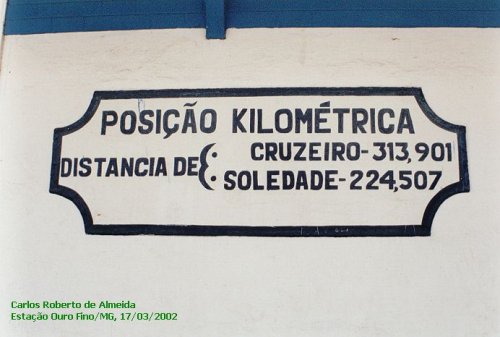 POSIÇÃO KILOMÉTRICA
DISTANCIA DE
CRUZEIRO-313,901
SOLEDADE-224,507
Carlos Roberto de Almeida
Estação Ouro Fino/MG, 17/03/2002